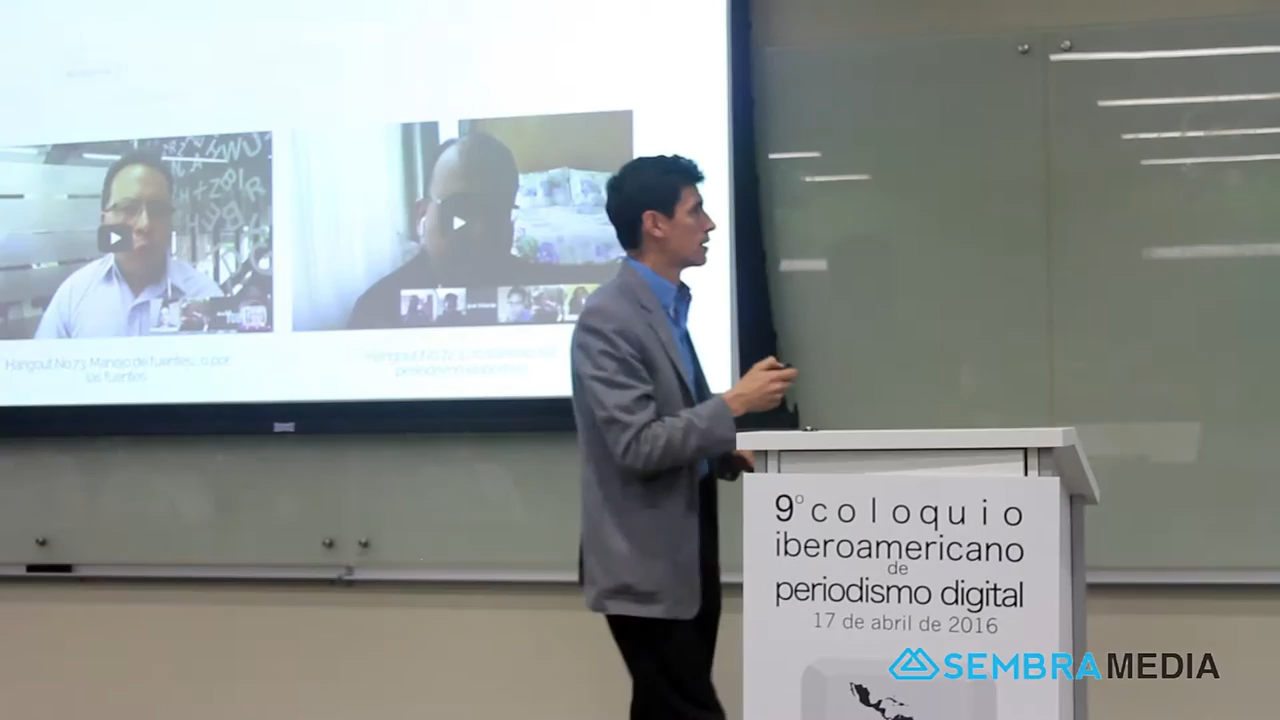 Hangout No.73: Manejo de fuentes... o por
las fuentes
9° coloquio
iberoamericano
de
periodismo digital
17 de abril de 2016
SEMBRAMEDIA